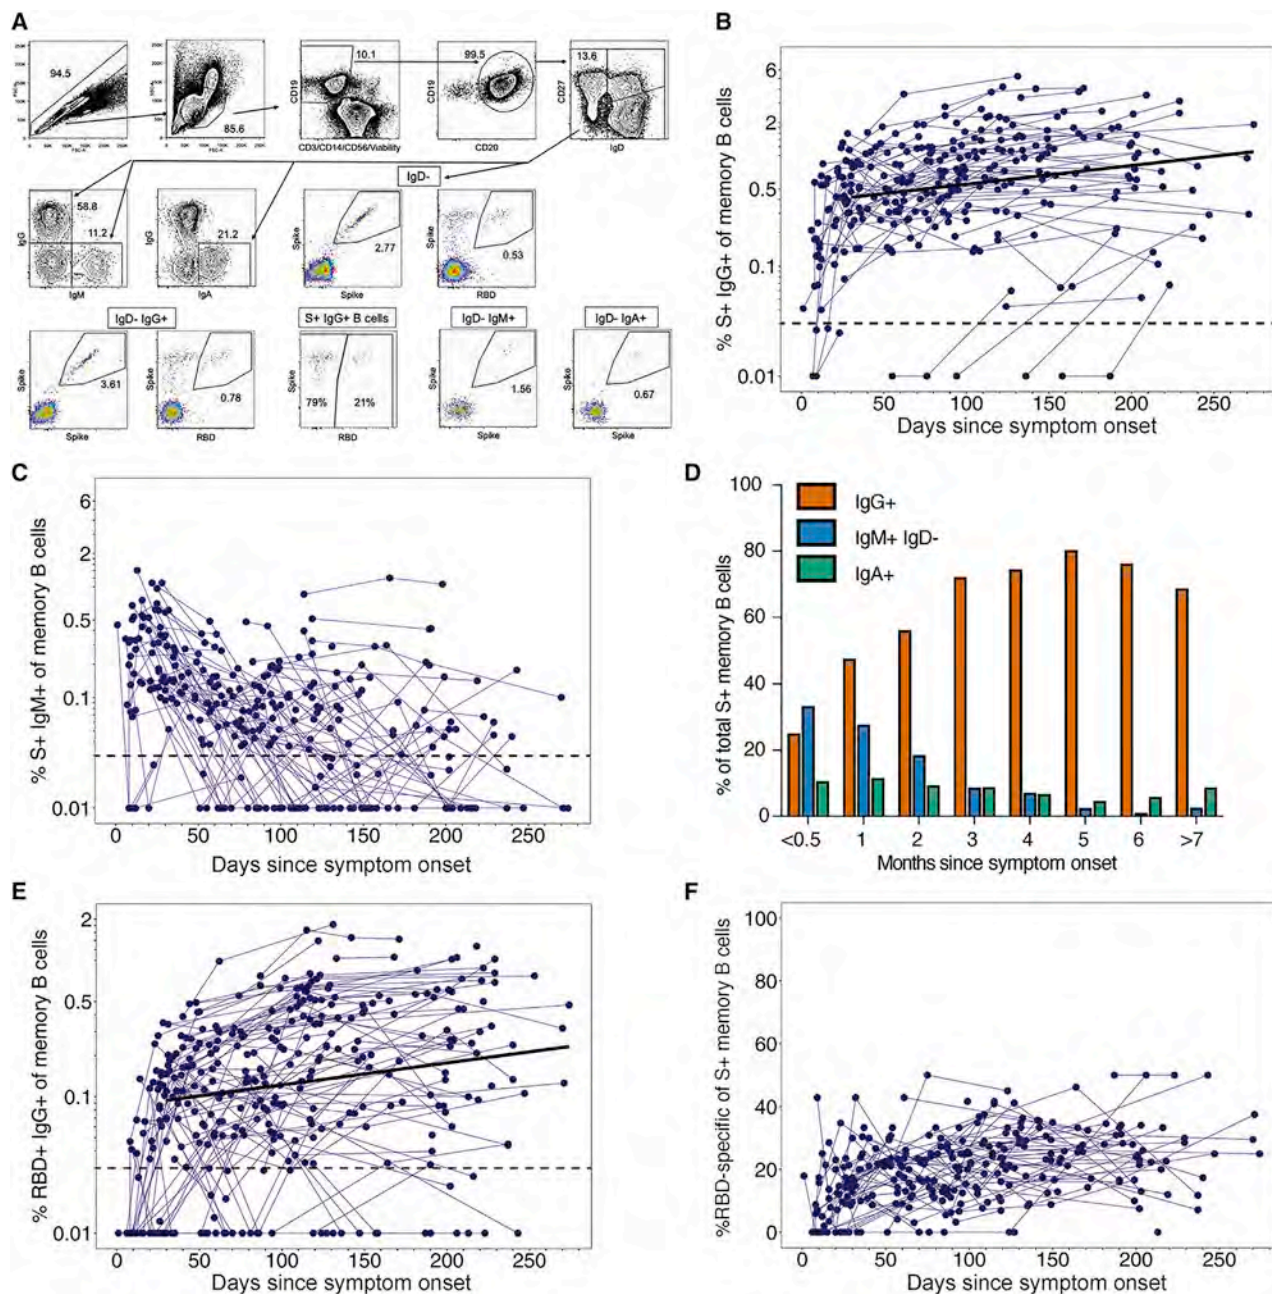 A
94.5
85.6
10.1
CD19
CD3/CD14/CD56/Viability
99.5
CD19
CD20
13.6
CD27
IgD
IgD-
58.8
11.2
IgG
IgM
21.2
IgG
IgA
Spike
2.77
Spike
Spike
0.53
RBD
IgD- IgG+
Spike
3.61
Spike
Spike
0.78
RBD
S+ IgG+ B cells
Spike
79%
21%
RBD
IgD- IgM+
Spike
1.56
Spike
IgD- IgA+
Spike
0.67
Spike
B
% S+ IgG+ of memory B cells
6
2
0.5
0.1
0.01
0 50 100 150 200 250
Days since symptom onset
C
% S+ IgM+ of memory B cells
6
2
0.5
0.1
0.01
0 50 100 150 200 250
Days since symptom onset
D
% of total S+ memory B cells
100
80
60
40
20
0
IgG+
IgM+ IgD-
IgA+
<0.5 1 2 3 4 5 6 >7
Months since symptom onset
E
% RBD+ IgG+ of memory B cells
2
0.5
0.1
0.01
0 50 100 150 200 250
Days since symptom onset
F
%RBD-specific of S+ memory B cells
100
80
60
40
20
0
0 50 100 150 200 250
Days since symptom onset